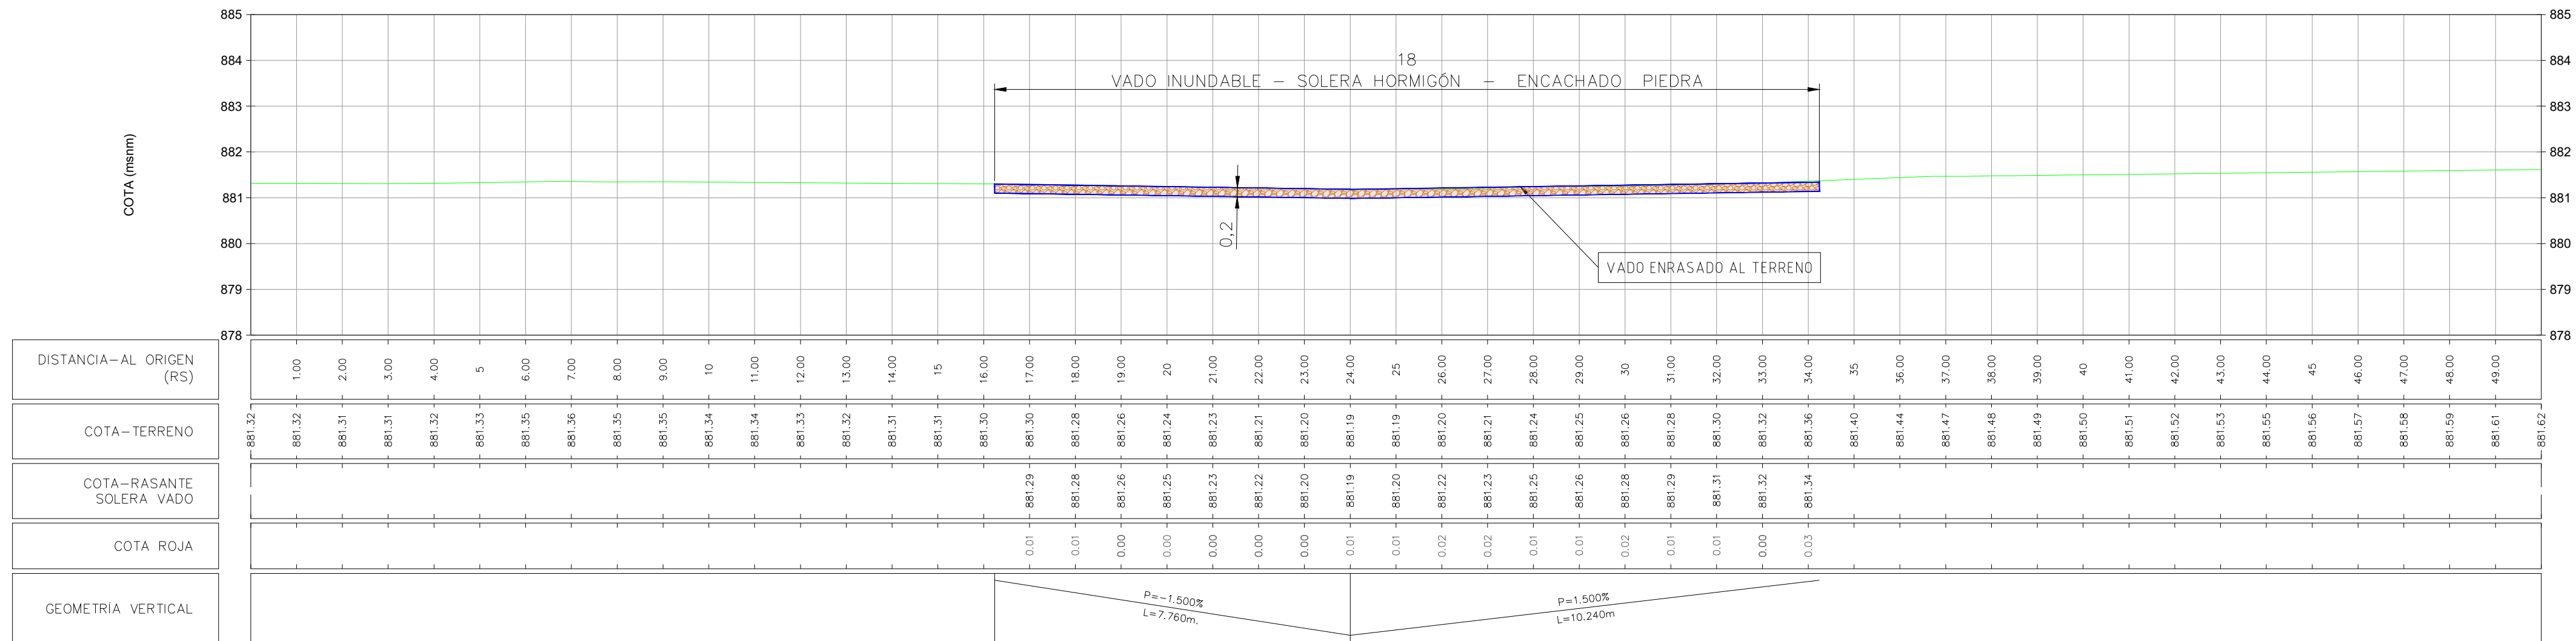 885 885
884 884
18
VADO INUNDABLE – SOLERA HORMIGÓN – ENCACHADO PIEDRA
883 883
882 882
COTA (msnm)
881 881
0,2
880 880
VADO ENRASADO AL TERRENO
879 879
878 878
DISTANCIA–AL ORIGEN
(RS)
1.00 2.00 3.00 4.00 5 6.00 7.00 8.00 9.00 10 11.00 12.00 13.00 14.00 15 16.00 17.00 18.00 19.00 20 21.00 22.00 23.00 24.00 25 26.00 27.00 28.00 29.00 30 31.00 32.00 33.00 34.00 35 36.00 37.00 38.00 39.00 40 41.00 42.00 43.00 44.00 45 46.00 47.00 48.00 49.00
COTA–TERRENO
881.32 881.32 881.31 881.31 881.32 881.33 881.35 881.36 881.35 881.35 881.34 881.34 881.33 881.32 881.31 881.31 881.30 881.30 881.28 881.26 881.24 881.23 881.21 881.20 881.19 881.19 881.20 881.21 881.24 881.25 881.26 881.28 881.30 881.32 881.36 881.40 881.44 881.47 881.48 881.49 881.50 881.51 881.52 881.53 881.55 881.56 881.57 881.58 881.59 881.61 881.62
COTA–RASANTE
SOLERA VADO
881.29 881.28 881.26 881.25 881.23 881.22 881.20 881.19 881.20 881.22 881.23 881.25 881.26 881.28 881.29 881.31 881.32 881.34
COTA ROJA
0.01 0.01 0.00 0.00 0.00 0.00 0.00 0.01 0.01 0.02 0.02 0.01 0.01 0.02 0.01 0.01 0.00 0.03
GEOMETRÍA VERTICAL
P=–1.500%
L=7.760m.
P=1.500%
L=10.240m